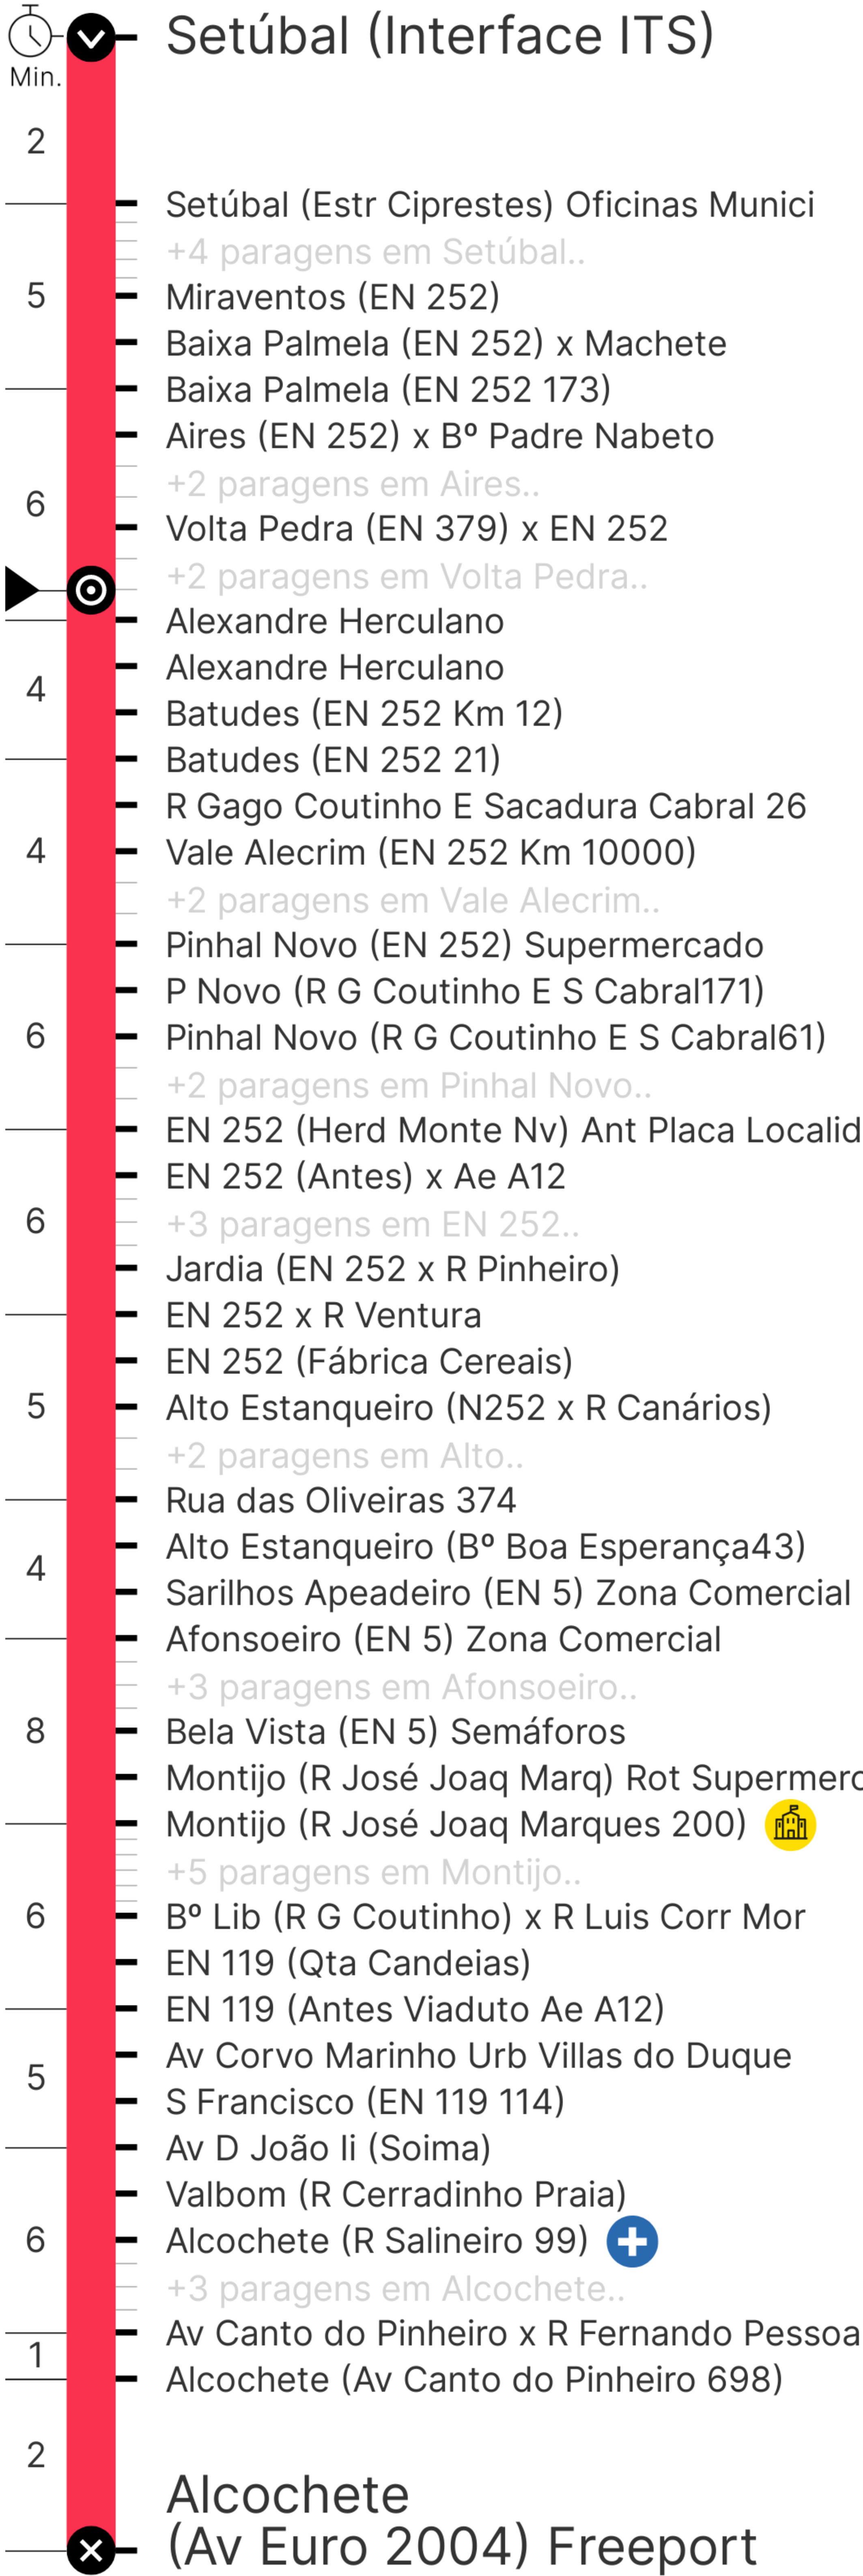 Setúbal (Interface ITS)
Min.
2
Setúbal (Estr Ciprestes) Oficinas Munici
+4 paragens em Setúbal..
5
Miraventos (EN 252)
Baixa Palmela (EN 252) x Machete
Baixa Palmela (EN 252 173)
Aires (EN 252) x Bº Padre Nabeto
+2 paragens em Aires..
6
Volta Pedra (EN 379) x EN 252
+2 paragens em Volta Pedra..
Alexandre Herculano
Alexandre Herculano
4
Batudes (EN 252 Km 12)
Batudes (EN 252 21)
R Gago Coutinho E Sacadura Cabral 26
4
Vale Alecrim (EN 252 Km 10000)
+2 paragens em Vale Alecrim..
Pinhal Novo (EN 252) Supermercado
P Novo (R G Coutinho E S Cabral171)
6
Pinhal Novo (R G Coutinho E S Cabral61)
+2 paragens em Pinhal Novo..
EN 252 (Herd Monte Nv) Ant Placa Localid
EN 252 (Antes) x Ae A12
6
+3 paragens em EN 252..
Jardia (EN 252 x R Pinheiro)
EN 252 x R Ventura
EN 252 (Fábrica Cereais)
5
Alto Estanqueiro (N252 x R Canários)
+2 paragens em Alto..
Rua das Oliveiras 374
Alto Estanqueiro (Bº Boa Esperança43)
4
Sarilhos Apeadeiro (EN 5) Zona Comercial
Afonsoeiro (EN 5) Zona Comercial
+3 paragens em Afonsoeiro..
8
Bela Vista (EN 5) Semáforos
Montijo (R José Joaq Marq) Rot Supermerc
Montijo (R José Joaq Marques 200)
+5 paragens em Montijo..
6
Bº Lib (R G Coutinho) x R Luis Corr Mor
EN 119 (Qta Candeias)
EN 119 (Antes Viaduto Ae A12)
Av Corvo Marinho Urb Villas do Duque
5
S Francisco (EN 119 114)
Av D João Ii (Soima)
Valbom (R Cerradinho Praia)
6
Alcochete (R Salineiro 99)
+3 paragens em Alcochete..
Av Canto do Pinheiro x R Fernando Pessoa
1
Alcochete (Av Canto do Pinheiro 698)
2
Alcochete
(Av Euro 2004) Freeport